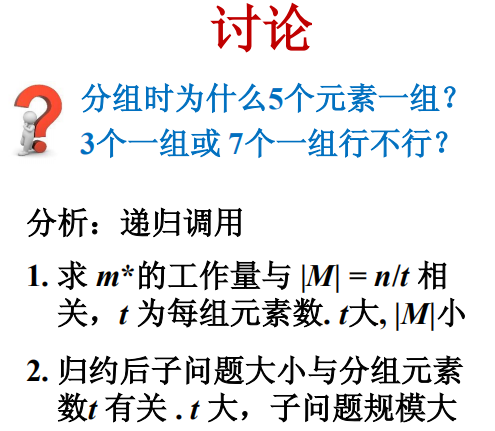 讨论
分组时为什么5个元素一组？
3个一组或 7个一组行不行？
分析：递归调用
1. 求 m*的工作量与 |M| = n/t 相
关，t 为每组元素数. t大, |M|小
2. 归约后子问题大小与分组元素
数t 有关 . t 大，子问题规模大